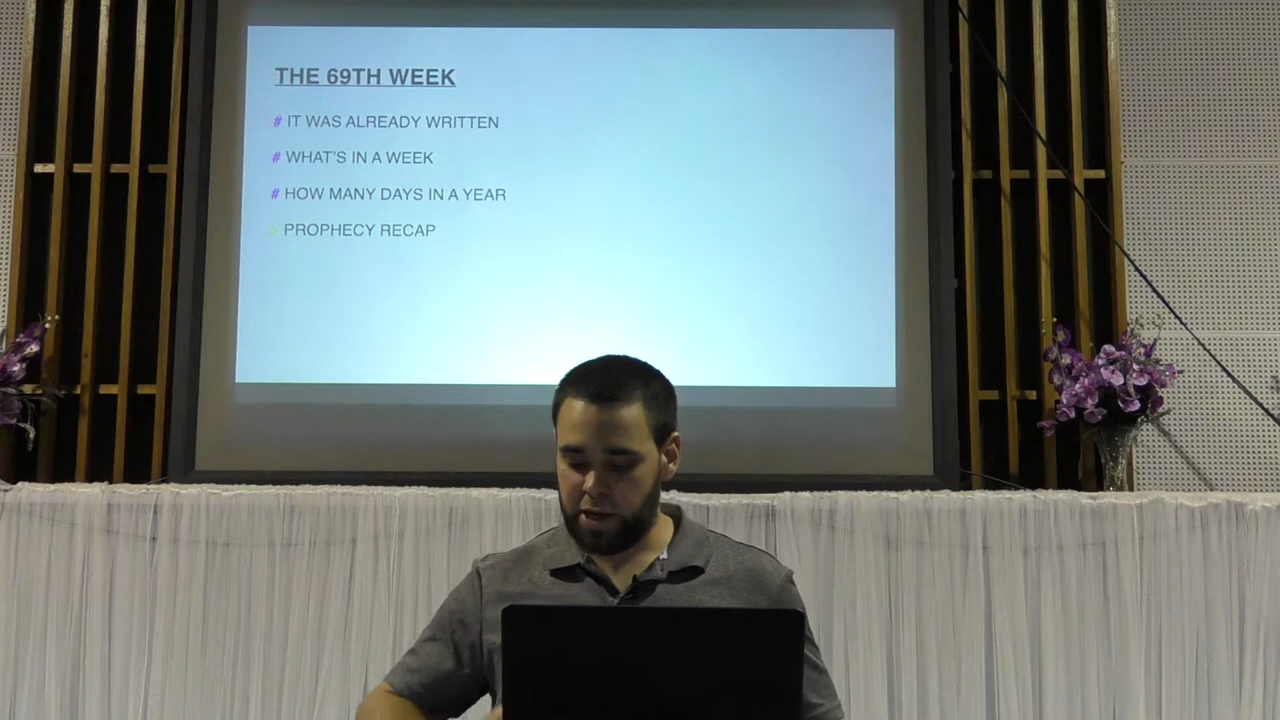 THE 69TH WEEK
# IT WAS ALREADY WRITTEN
# WHAT'S IN A WEEK
# HOW MANY DAYS IN A YEAR
PROPHECY RECAP